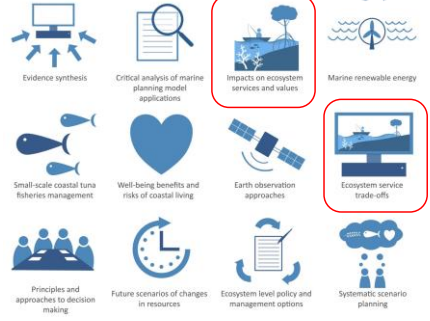 Evidence synthesis
Critical analysis of marine
planning model
applications
Impacts on ecosystem
services and values
Marine renewable energy
Small-scale coastal tuna
fisheries management
Well-being benefits and
risks of coastal living
Earth observation
approaches
Ecosystem service
trade-offs
Principles and
approaches to decision
making
Future scenarios of changes
in resources
Ecosystem level policy and
management options
Systematic scenario
planning